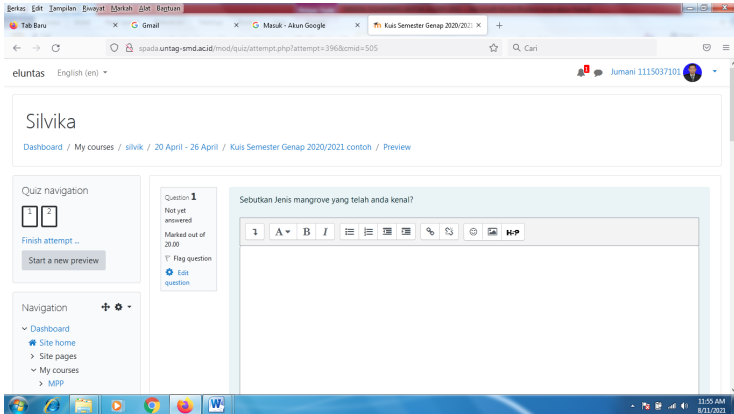 Berkas Edit Tampilan Riwayat Markah Alat Bantuan
Tab Baru × G Gmail × G Masuk - Akun Google × Kuis Semester Genap 2020/2021 × +
spada.untag-smd.ac.id/mod/quiz/attempt.php?attempt=396&cmid=505
Cari
eluntas English (en)
1 Jumani 1115037101
Silvika
Dashboard / My courses / silvik / 20 April - 26 April / Kuis Semester Genap 2020/2021 contoh / Preview
Quiz navigation
1 2
Finish attempt ...
Start a new preview
Navigation
Dashboard
Site home
Site pages
My courses
MPP
Question 1
Not yet
answered
Marked out of
20.00
Flag question
Edit
question
Sebutkan Jenis mangrove yang telah anda kenal?
A B I H-P
11:55 AM
8/11/2021